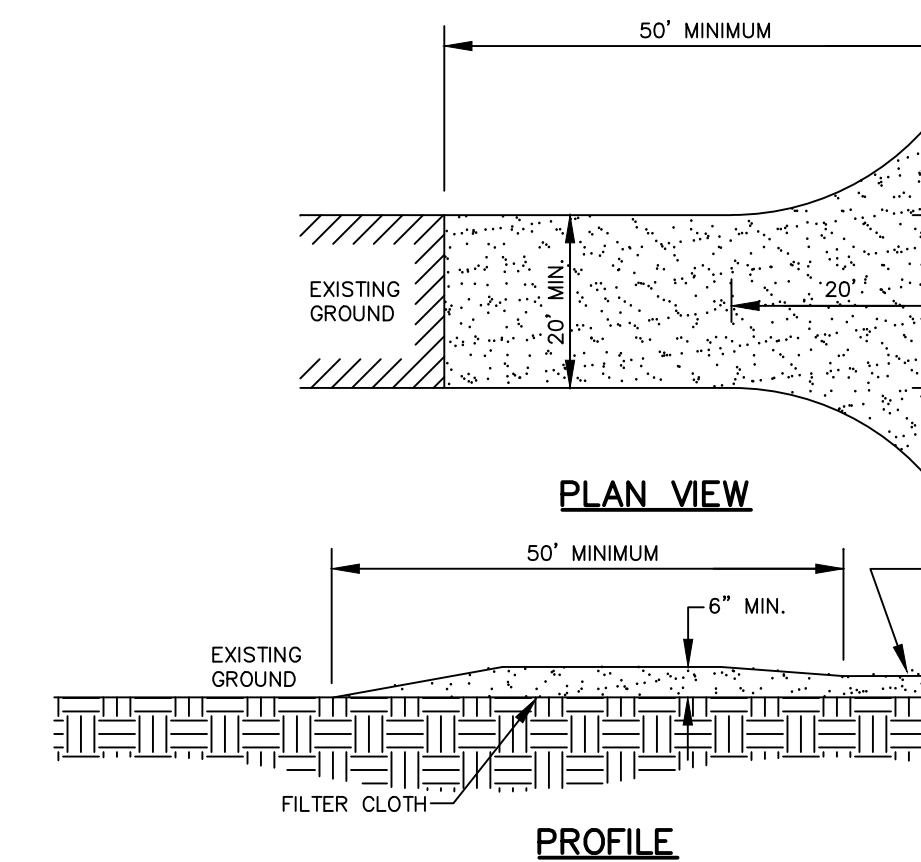 50' MINIMUM
EXISTING
GROUND
20' MIN.
20'
PLAN VIEW
50' MINIMUM
6" MIN.
EXISTING
GROUND
FILTER CLOTH
PROFILE